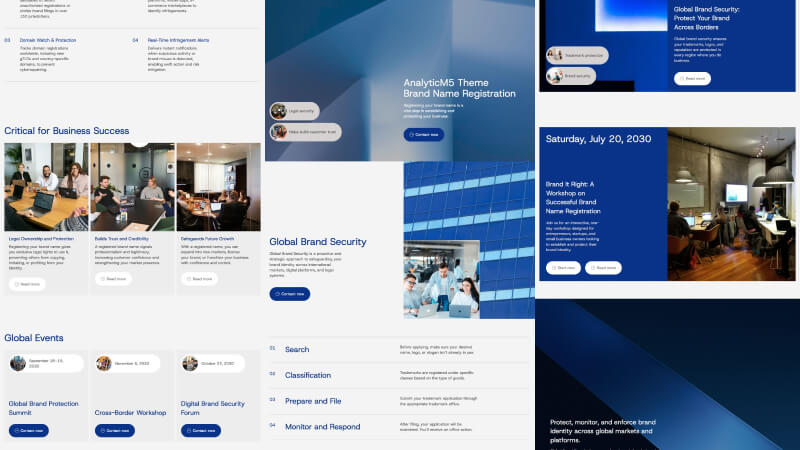 unauthorized registrations or
similar brand filings in over
150 jurisdictions.
commerce marketplaces to
identify infringements.
03
Domain Watch & Protection
Tracks domain registrations
worldwide, including new
gTLDs and country-specific
domains, to prevent
cybersquatting.
04
Real-Time Infringement Alerts
Delivers instant notifications
when suspicious activity or
brand misuse is detected,
enabling swift action and risk
mitigation.
Critical for Business Success
Legal Ownership and Protection
Registering your brand name gives
you exclusive legal rights to use it,
preventing others from copying,
imitating, or profiting from your
identity.
Read more
Builds Trust and Credibility
A registered brand name signals
professionalism and legitimacy,
increasing customer confidence and
strengthening your market presence.
Read more
Safeguards Future Growth
With a registered name, you can
expand into new markets, license
your brand, or franchise your business
with confidence and control.
Read more
Global Events
September 18-19,
2030
Global Brand Protection
Summit
Contact now
November 6, 2030
Cross-Border Workshop
Contact now
October 23, 2030
Digital Brand Security
Forum
Contact now
Legal security
Helps build customer trust
AnalyticM5 Theme
Brand Name Registration
Registering your brand name is a
vital step in establishing and
protecting your business.
Contact now
Global Brand Security
Global Brand Security is a proactive and
strategic approach to safeguarding your
brand identity across international
markets, digital platforms, and legal
systems.
Contact now
01
Search
Before applying, make sure your desired
name, logo, or slogan isn't already in use.
02
Classification
Trademarks are registered under specific
classes based on the type of goods.
03
Prepare and File
Submit your trademark application through
the appropriate trademark office.
04
Monitor and Respond
After filing, your application will be
examined. You'll receive an office action.
Trademark protection
Brand security
Global Brand Security:
Protect Your Brand
Across Borders
Global brand security ensures
your trademarks, logos, and
reputation are protected in
every region where you do
business.
Read more
Saturday, July 20, 2030
Brand It Right: A
Workshop on
Successful Brand
Name Registration
Join us for an interactive, one-
day workshop designed for
entrepreneurs, startups, and
small business owners looking
to establish and protect their
brand identity.
Start now
Read more
Protect, monitor, and enforce brand
identity across global markets and
platforms.